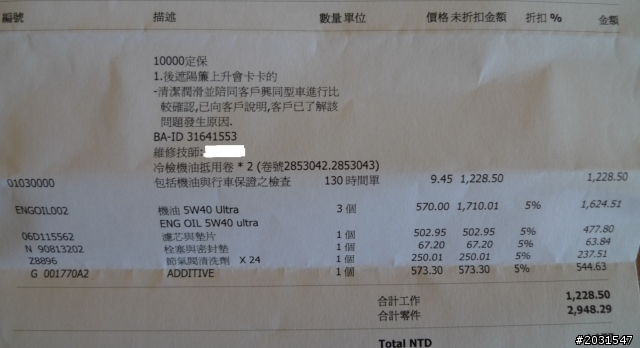 編號 描述 數量 單位 價格 未折扣金額 折扣 % 金額
10000定保
1.後遮陽簾上升會卡卡的
-清潔潤滑並陪同客戶與同型車進行比
較確認,已向客戶說明,客戶已了解該
問題發生原因.
BA-ID 31641553
維修技師:
冷檢機油抵用卷 * 2 (卷號2853042.2853043)
01030000 包括機油與行車保證之檢查 130 時間單 9.45 1,228.50 1,228.50
ENGOIL002 機油 5W40 Ultra 3 個 570.00 1,710.01 5% 1,624.51
ENG OIL 5W40 ultra
06D115562 濾芯與墊片 1 個 502.95 502.95 5% 477.80
N 90813202 栓塞與密封墊 1 個 67.20 67.20 5% 63.84
Z8896 節氣閥清洗劑 X 24 1 個 250.01 250.01 5% 237.51
G 001770A2 ADDITIVE 1 個 573.30 573.30 5% 544.63
合計工作 1,228.50
合計零件 2,948.29
Total NTD
#2031547